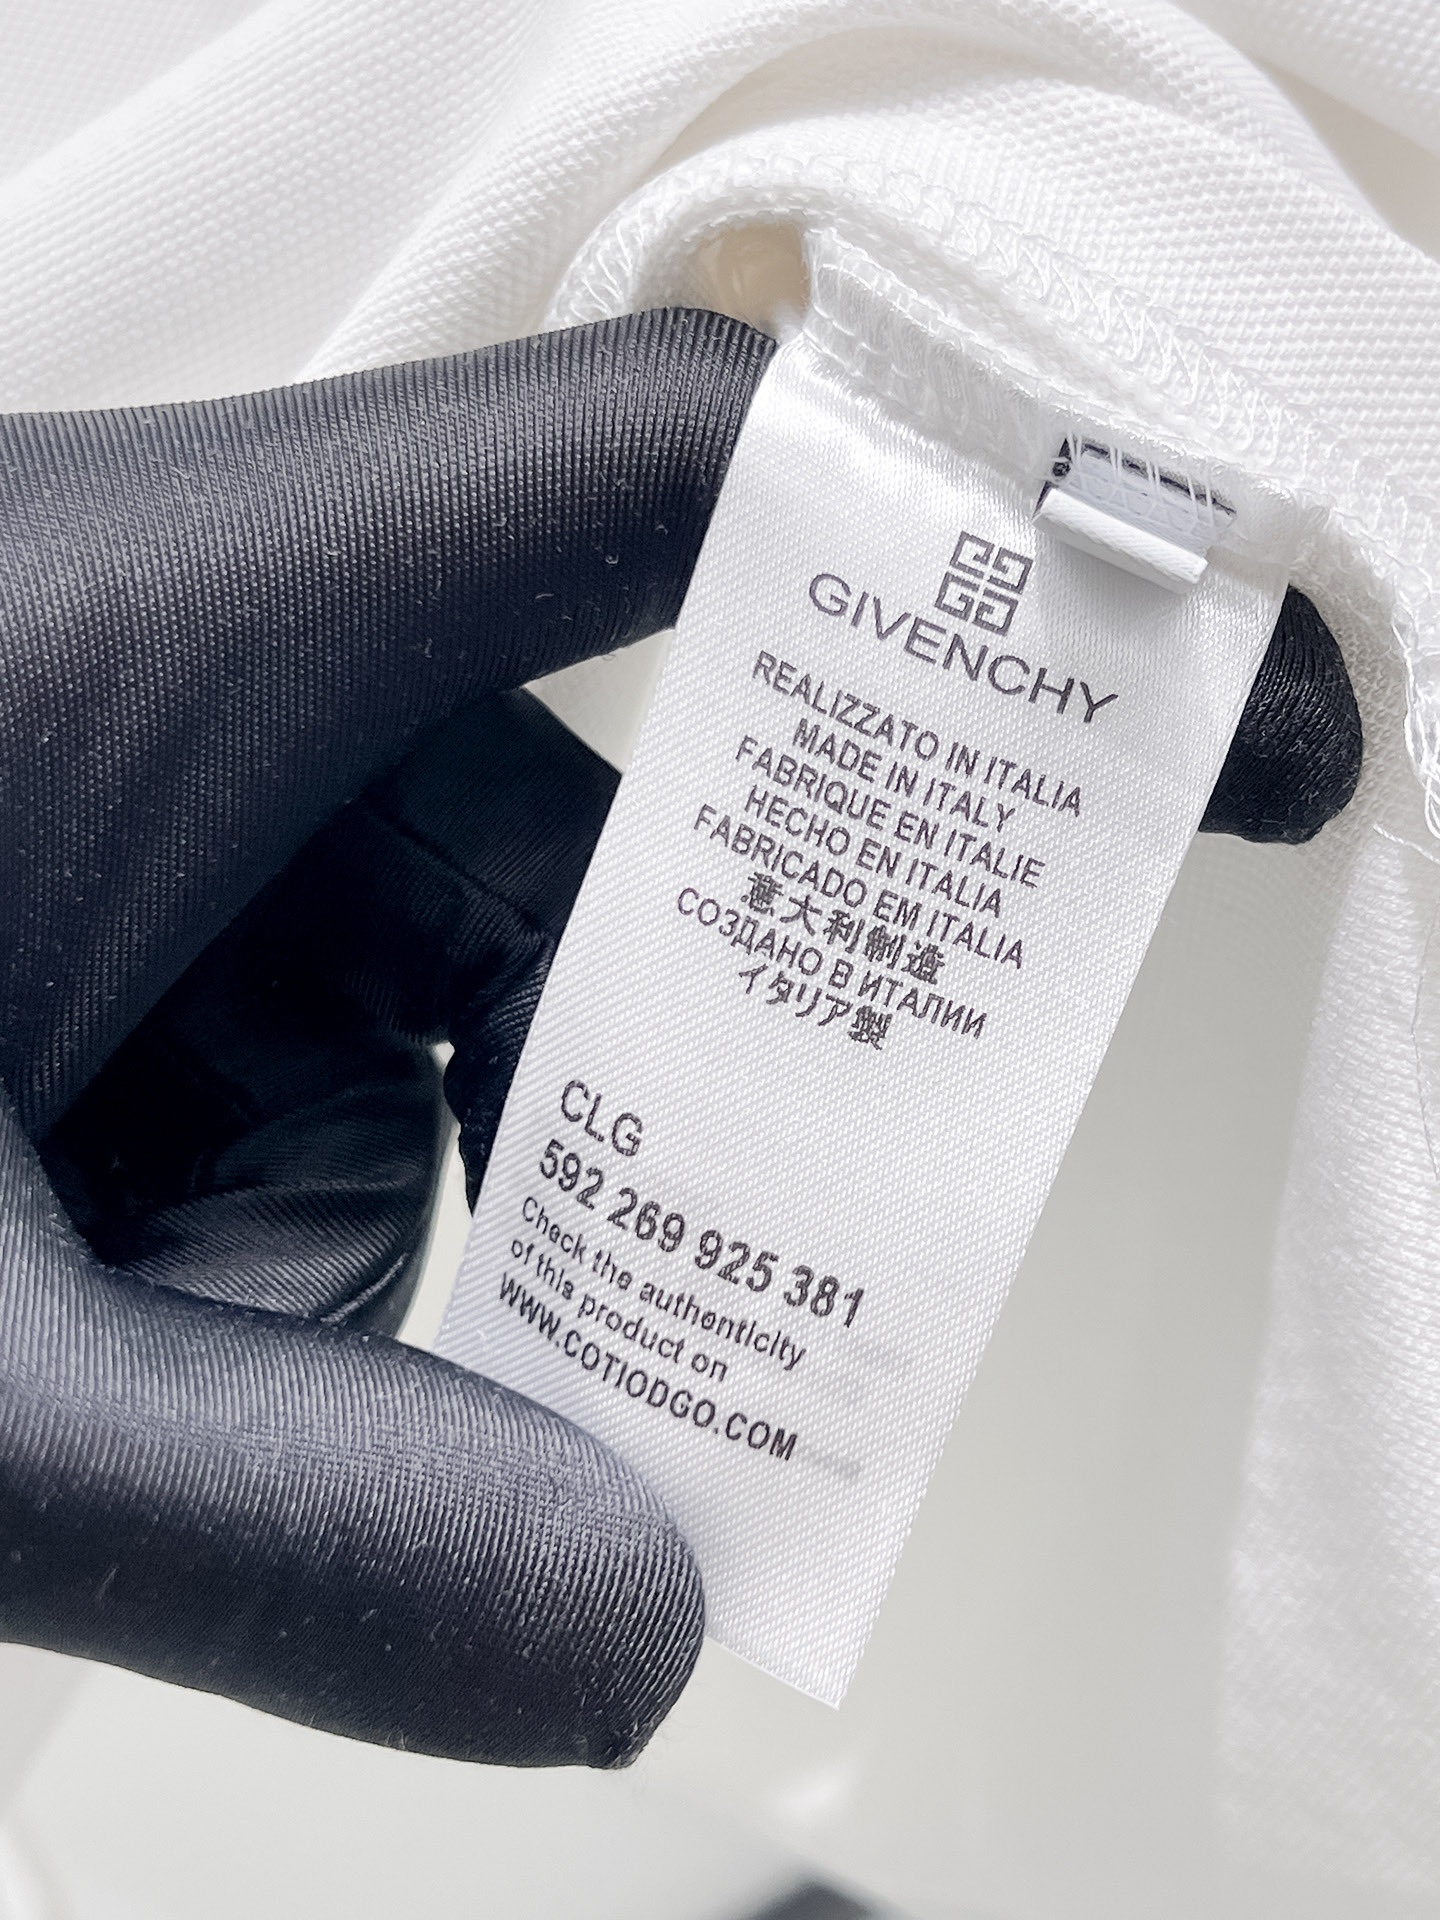 GIVENCHY
REALIZZATO IN ITALIA
MADE IN ITALY
FABRIQUE EN ITALIE
HECHO EN ITALIA
FABRICADO EM ITALIA
意大利制造
СОЗДАНО В ИТАЛИИ
イタリア製
CLG
592 269 925 381
Check the authenticity
of this product on
WWW.COTIODGO.COM